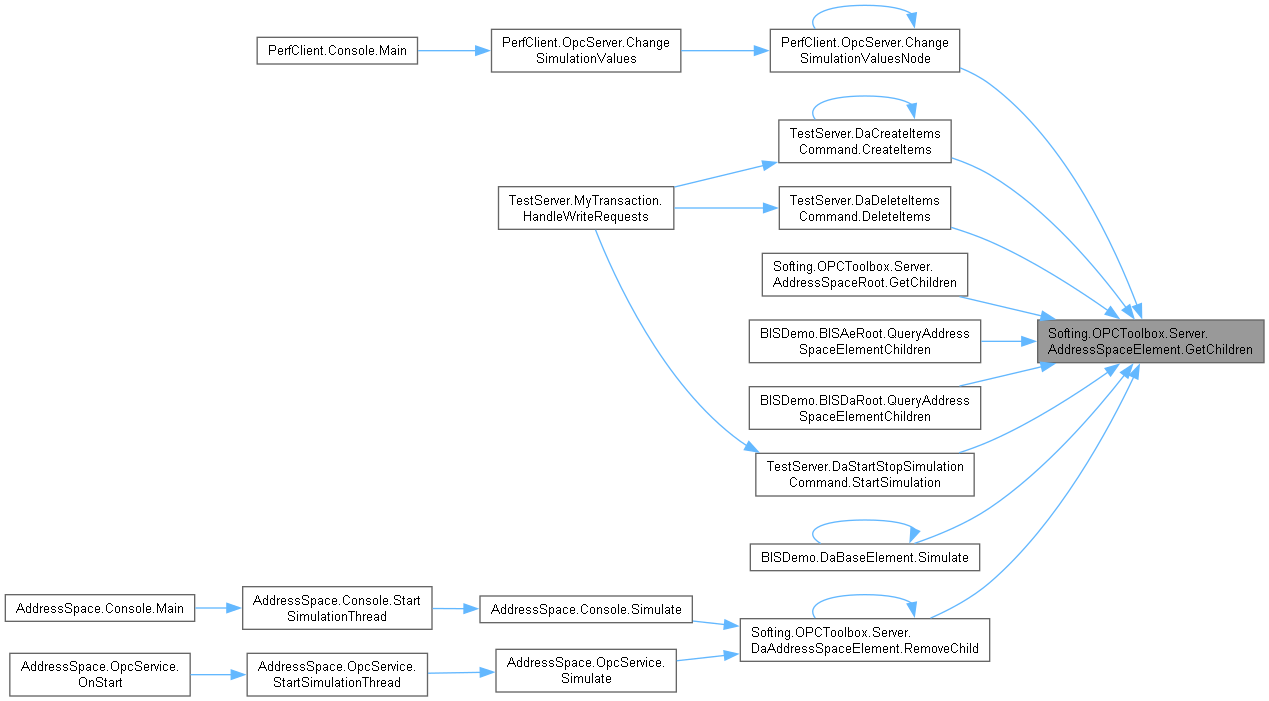 PerfClient.Console.Main
PerfClient.OpcServer.Change
SimulationValues
PerfClient.OpcServer.Change
SimulationValuesNode
TestServer.DaCreateItems
Command.CreateItems
TestServer.MyTransaction.
HandleWriteRequests
TestServer.DaDeleteItems
Command.DeleteItems
Softing.OPCToolbox.Server.
AddressSpaceRoot.GetChildren
BISDemo.BISAeRoot.QueryAddress
SpaceElementChildren
Softing.OPCToolbox.Server.
AddressSpaceElement.GetChildren
BISDemo.BISDaRoot.QueryAddress
SpaceElementChildren
TestServer.DaStartStopSimulation
Command.StartSimulation
BISDemo.DaBaseElement.Simulate
AddressSpace.Console.Main
AddressSpace.Console.Start
SimulationThread
AddressSpace.Console.Simulate
Softing.OPCToolbox.Server.
DaAddressSpaceElement.RemoveChild
AddressSpace.OpcService.
OnStart
AddressSpace.OpcService.
StartSimulationThread
AddressSpace.OpcService.
Simulate